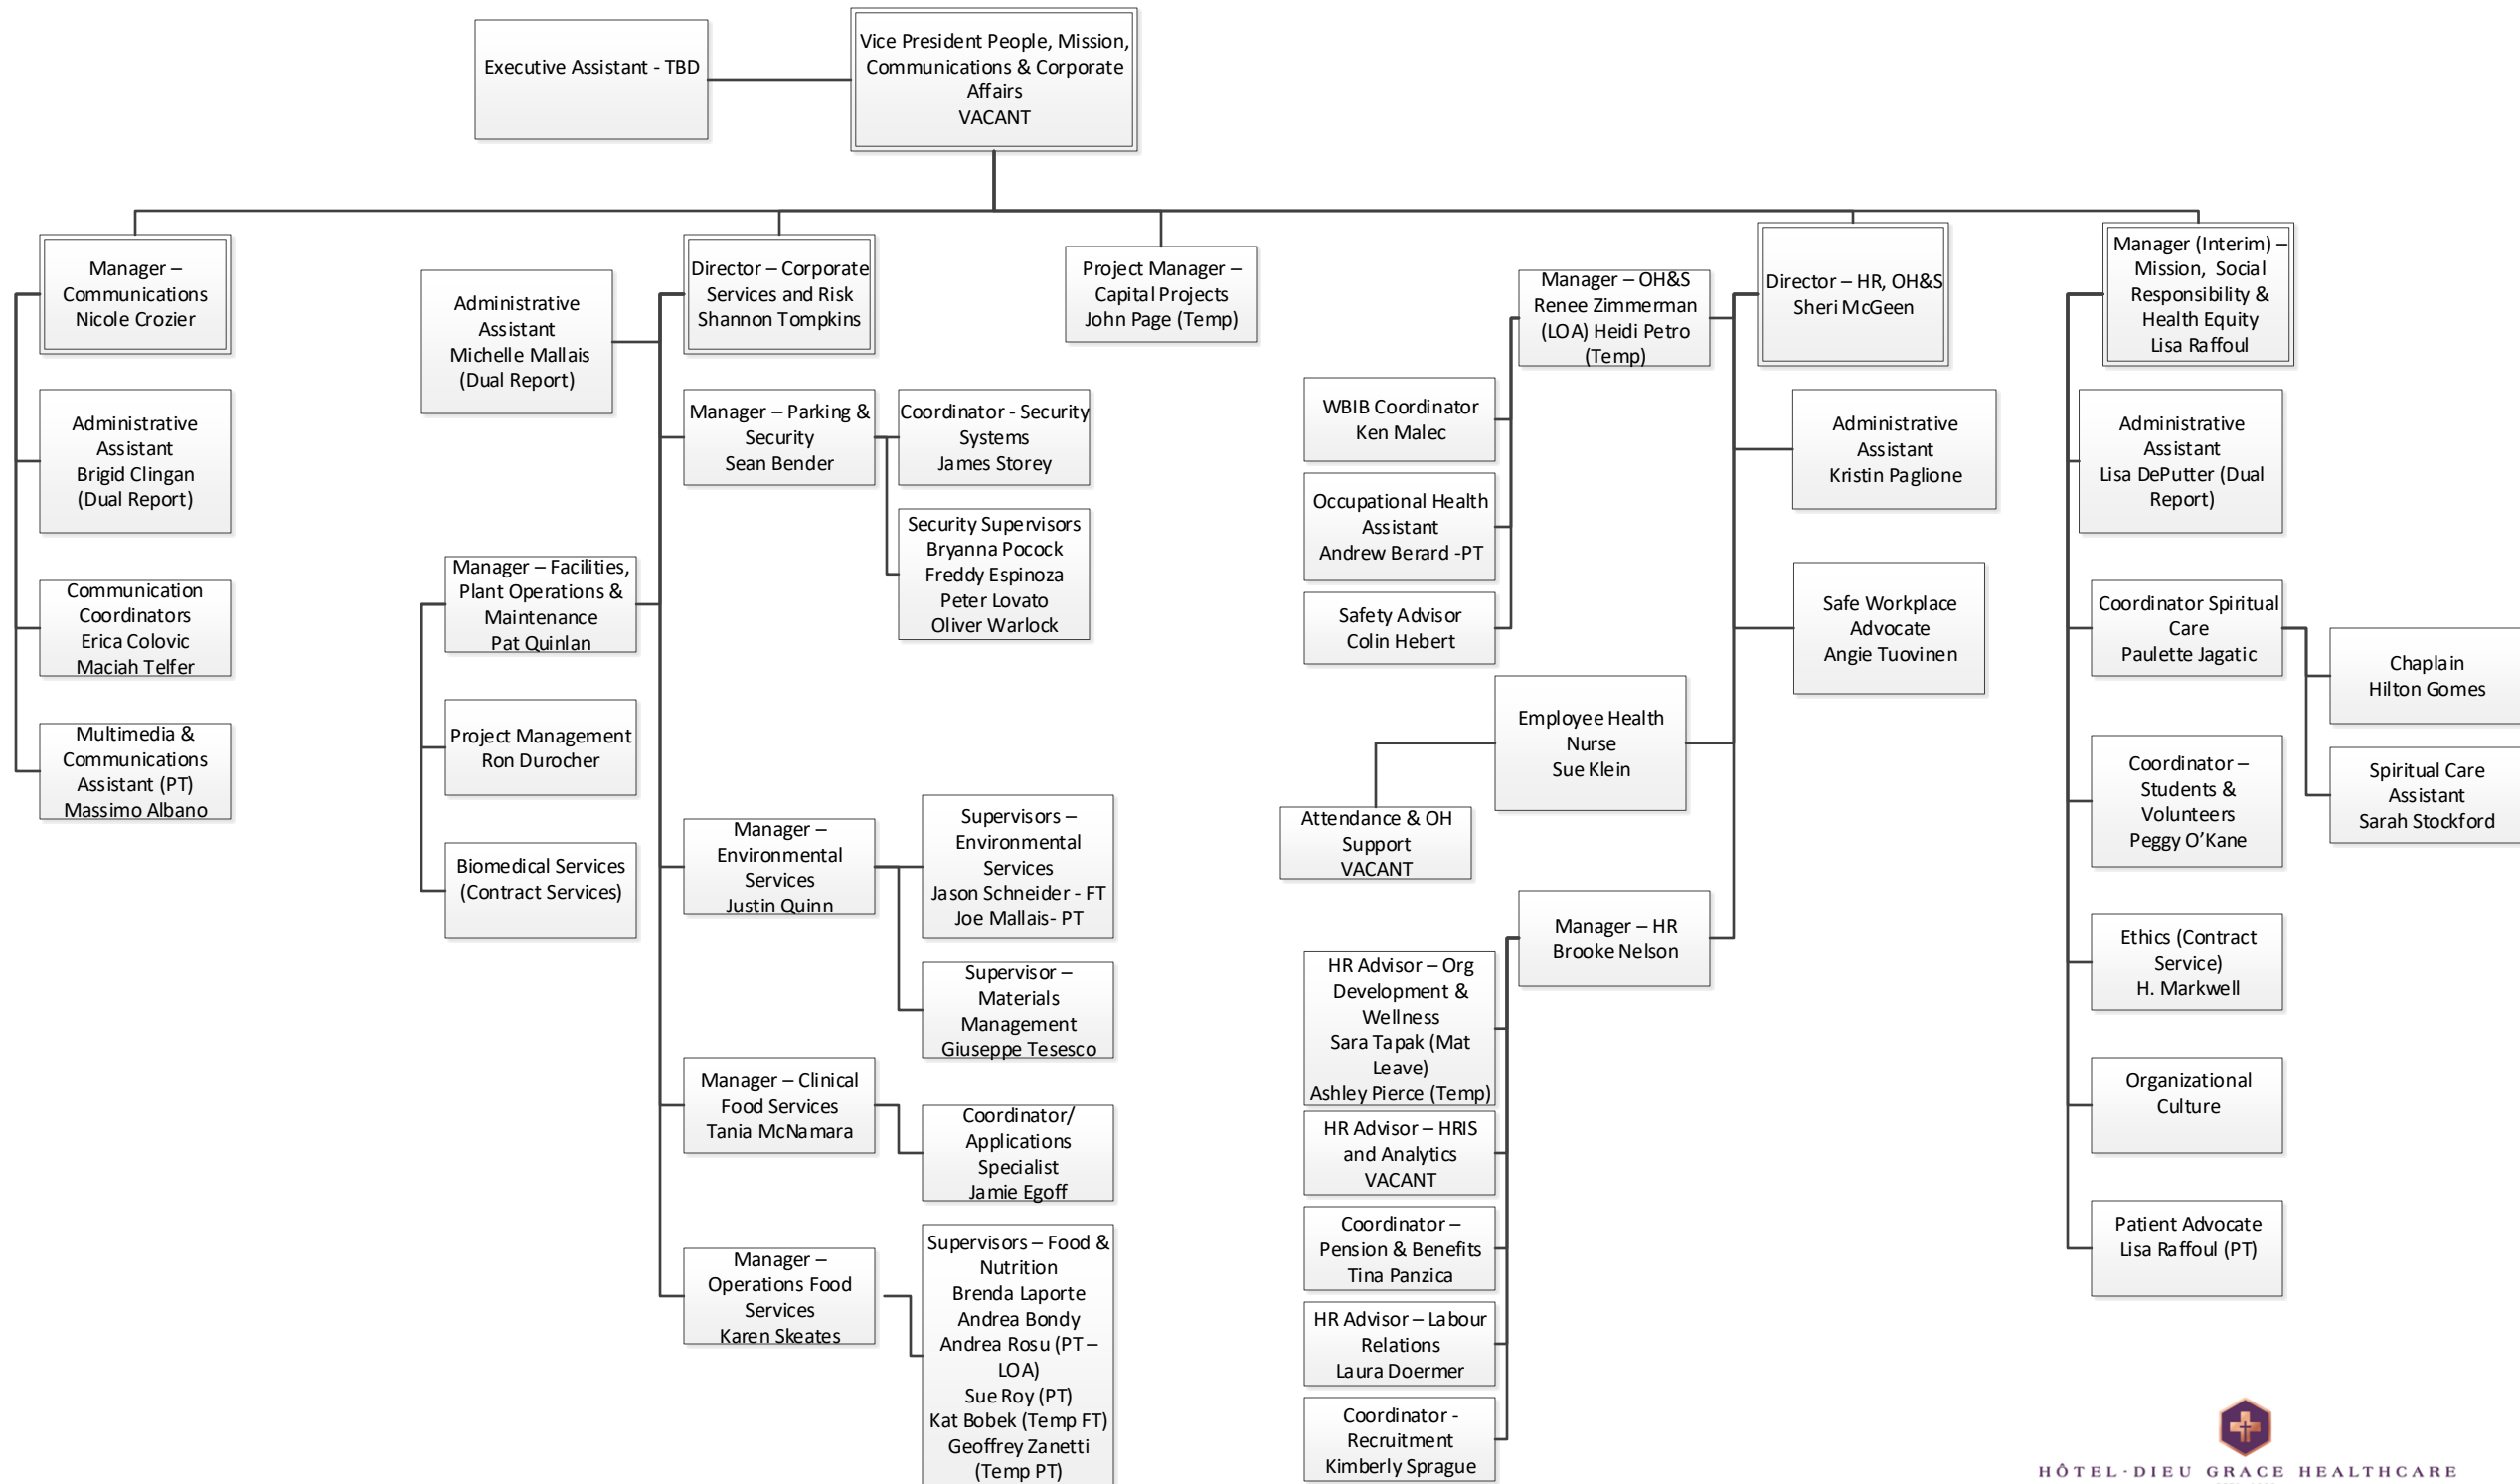 Executive Assistant - TBD
Vice President People, Mission,
Communications & Corporate
Affairs
VACANT
Manager –
Communications
Nicole Crozier
Administrative
Assistant
Brigid Clingan
(Dual Report)
Communication
Coordinators
Erica Colovic
Maciah Telfer
Multimedia &
Communications
Assistant (PT)
Massimo Albano
Administrative
Assistant
Michelle Mallais
(Dual Report)
Director – Corporate
Services and Risk
Shannon Tompkins
Manager – Parking &
Security
Sean Bender
Coordinator - Security
Systems
James Storey
Security Supervisors
Bryanna Pocock
Freddy Espinoza
Peter Lovato
Oliver Warlock
Manager – Facilities,
Plant Operations &
Maintenance
Pat Quinlan
Project Management
Ron Durocher
Biomedical Services
(Contract Services)
Manager –
Environmental
Services
Justin Quinn
Supervisors –
Environmental
Services
Jason Schneider - FT
Joe Mallais- PT
Supervisor –
Materials
Management
Giuseppe Tesesco
Manager – Clinical
Food Services
Tania McNamara
Coordinator/
Applications
Specialist
Jamie Egoff
Manager –
Operations Food
Services
Karen Skeates
Supervisors – Food &
Nutrition
Brenda Laporte
Andrea Bondy
Andrea Rosu (PT –
LOA)
Sue Roy (PT)
Kat Bobek (Temp FT)
Geoffrey Zanetti
(Temp PT)
Project Manager –
Capital Projects
John Page (Temp)
Manager – OH&S
Renee Zimmerman
(LOA) Heidi Petro
(Temp)
Director – HR, OH&S
Sheri McGeen
WBIB Coordinator
Ken Malec
Occupational Health
Assistant
Andrew Berard -PT
Safety Advisor
Colin Hebert
Administrative
Assistant
Kristin Paglione
Safe Workplace
Advocate
Angie Tuovinen
Employee Health
Nurse
Sue Klein
Attendance & OH
Support
VACANT
Manager – HR
Brooke Nelson
HR Advisor – Org
Development &
Wellness
Sara Tapak (Mat
Leave)
Ashley Pierce (Temp)
HR Advisor – HRIS
and Analytics
VACANT
Coordinator –
Pension & Benefits
Tina Panzica
HR Advisor – Labour
Relations
Laura Doermer
Coordinator -
Recruitment
Kimberly Sprague
Manager (Interim) –
Mission, Social
Responsibility &
Health Equity
Lisa Raffoul
Administrative
Assistant
Lisa DePutter (Dual
Report)
Coordinator Spiritual
Care
Paulette Jagatic
Chaplain
Hilton Gomes
Spiritual Care
Assistant
Sarah Stockford
Coordinator –
Students &
Volunteers
Peggy O’Kane
Ethics (Contract
Service)
H. Markwell
Organizational
Culture
Patient Advocate
Lisa Raffoul (PT)
HÔTEL-DIEU GRACE HEALTHCARE